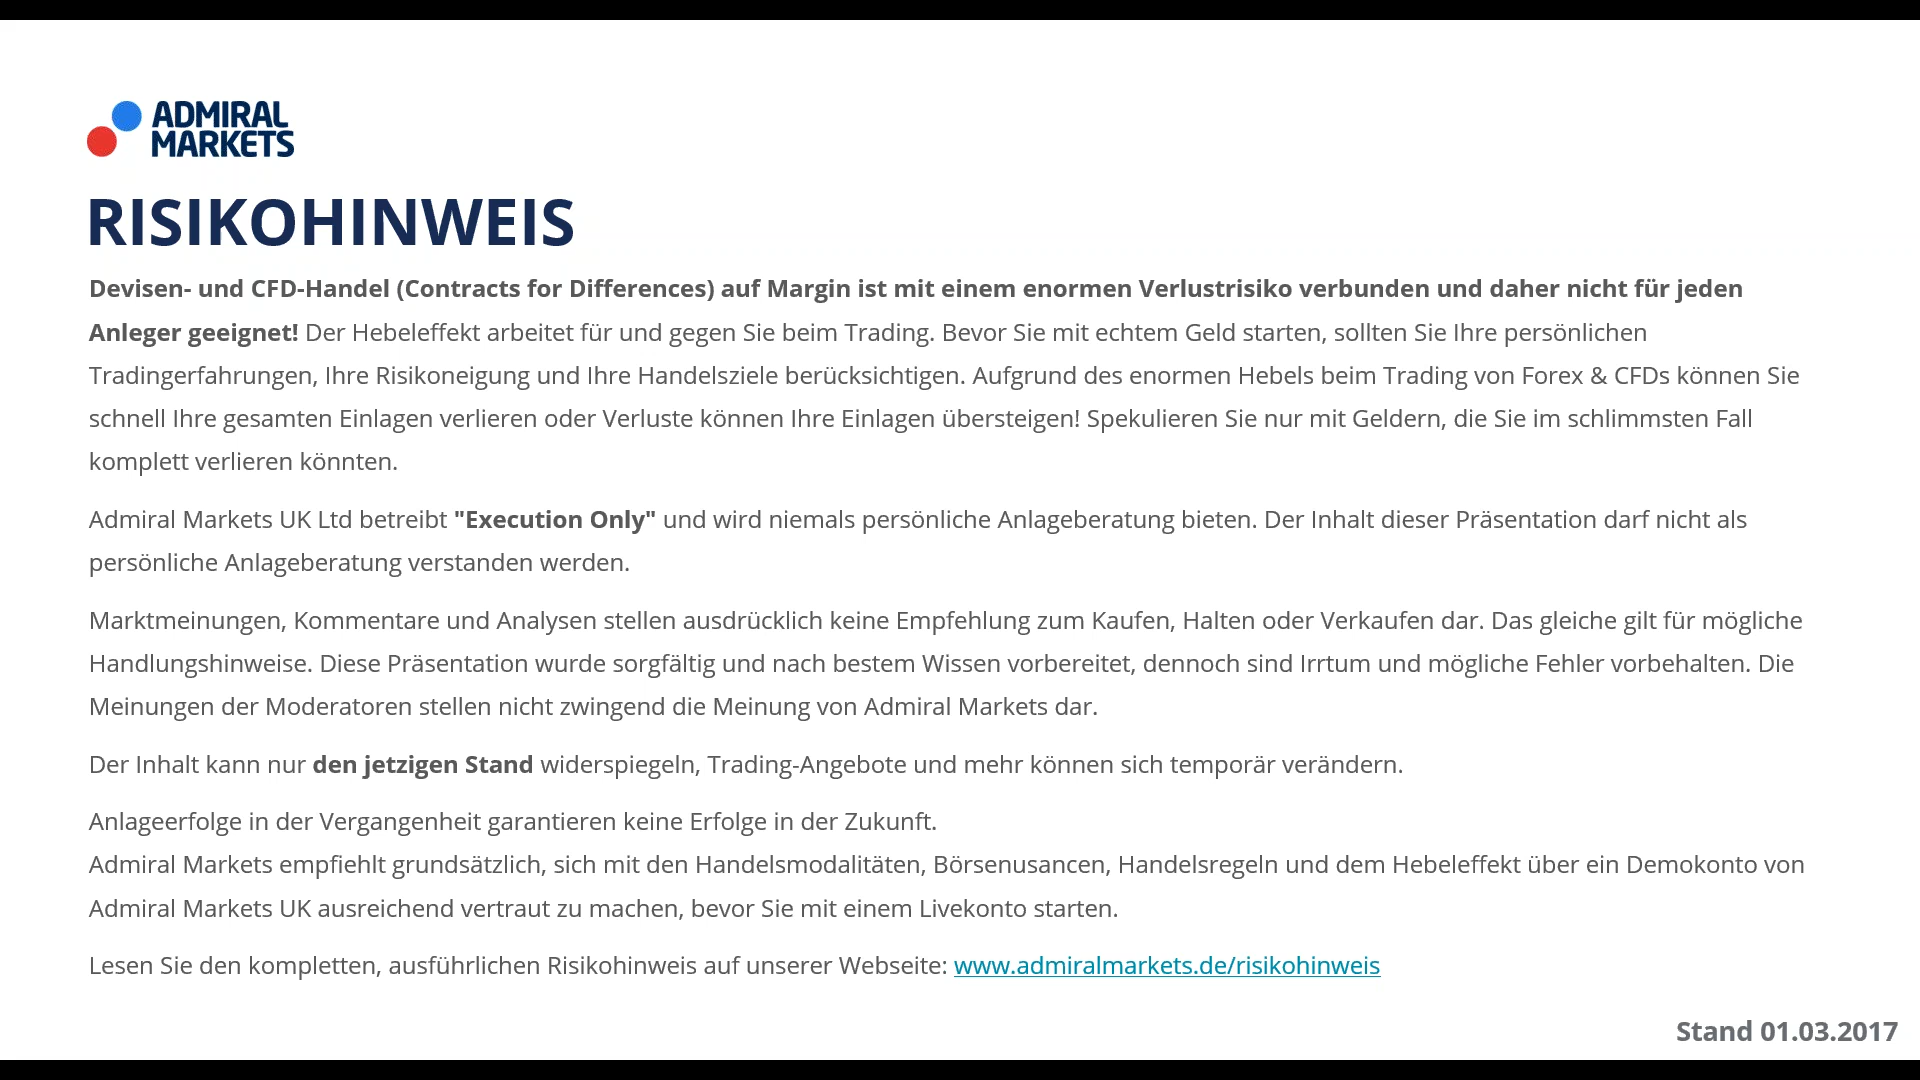 ADMIRAL
MARKETS
RISIKOHINWEIS
Devisen- und CFD-Handel (Contracts for Differences) auf Margin ist mit einem enormen Verlustrisiko verbunden und daher nicht für jeden
Anleger geeignet! Der Hebeleffekt arbeitet für und gegen Sie beim Trading. Bevor Sie mit echtem Geld starten, sollten Sie Ihre persönlichen
Tradingerfahrungen, Ihre Risikoneigung und Ihre Handelsziele berücksichtigen. Aufgrund des enormen Hebels beim Trading von Forex & CFDs können Sie
schnell Ihre gesamten Einlagen verlieren oder Verluste können Ihre Einlagen übersteigen! Spekulieren Sie nur mit Geldern, die Sie im schlimmsten Fall
komplett verlieren könnten.
Admiral Markets UK Ltd betreibt "Execution Only" und wird niemals persönliche Anlageberatung bieten. Der Inhalt dieser Präsentation darf nicht als
persönliche Anlageberatung verstanden werden.
Marktmeinungen, Kommentare und Analysen stellen ausdrücklich keine Empfehlung zum Kaufen, Halten oder Verkaufen dar. Das gleiche gilt für mögliche
Handlungshinweise. Diese Präsentation wurde sorgfältig und nach bestem Wissen vorbereitet, dennoch sind Irrtum und mögliche Fehler vorbehalten. Die
Meinungen der Moderatoren stellen nicht zwingend die Meinung von Admiral Markets dar.
Der Inhalt kann nur den jetzigen Stand widerspiegeln, Trading-Angebote und mehr können sich temporär verändern.
Anlageerfolge in der Vergangenheit garantieren keine Erfolge in der Zukunft.
Admiral Markets empfiehlt grundsätzlich, sich mit den Handelsmodalitäten, Börsenusancen, Handelsregeln und dem Hebeleffekt über ein Demokonto von
Admiral Markets UK ausreichend vertraut zu machen, bevor Sie mit einem Livekonto starten.
Lesen Sie den kompletten, ausführlichen Risikohinweis auf unserer Webseite: www.admiralmarkets.de/risikohinweis
Stand 01.03.2017